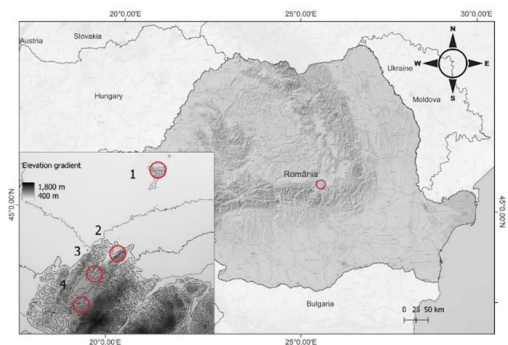 20°0.00'E 25°0.00'E 30°0.00'E
Austria
Slovakia
Hungary
Ukraine
Moldova
N
W E
S
România
Bulgaria
Elevation gradient
1,800 m
400 m
1
2
3
4
45°0.00'N
45°0.00'N
0 25 50 km
20°0.00'E 25°0.00'E